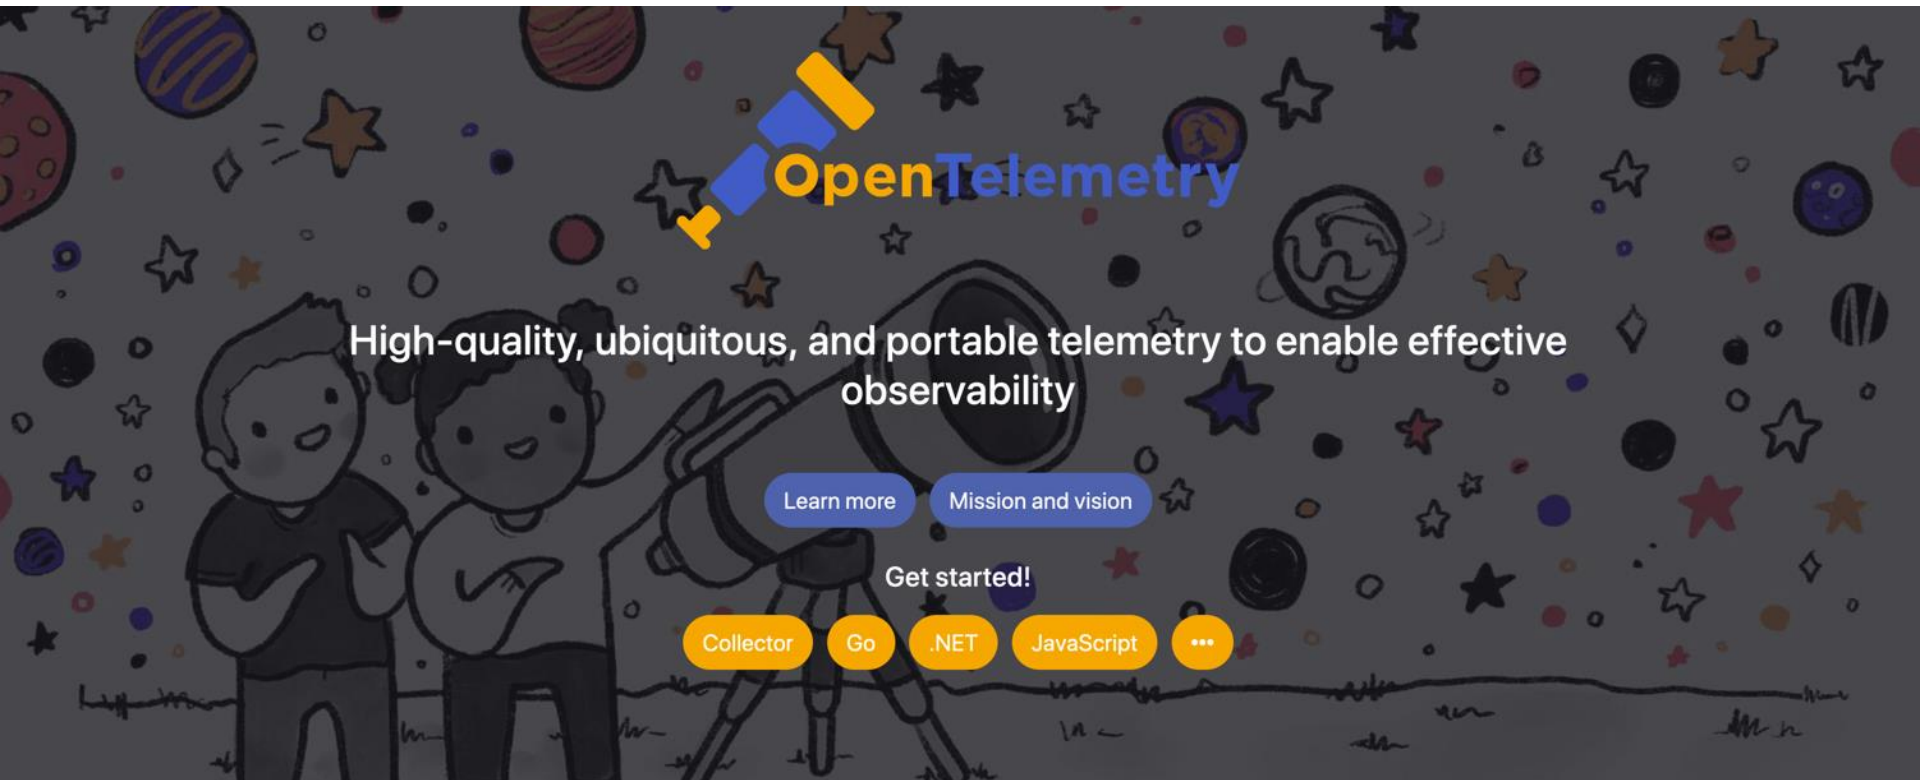 OpenTelemetry
High-quality, ubiquitous, and portable telemetry to enable effective
observability
Learn more
Mission and vision
Get started!
Collector
Go
.NET
JavaScript
•••